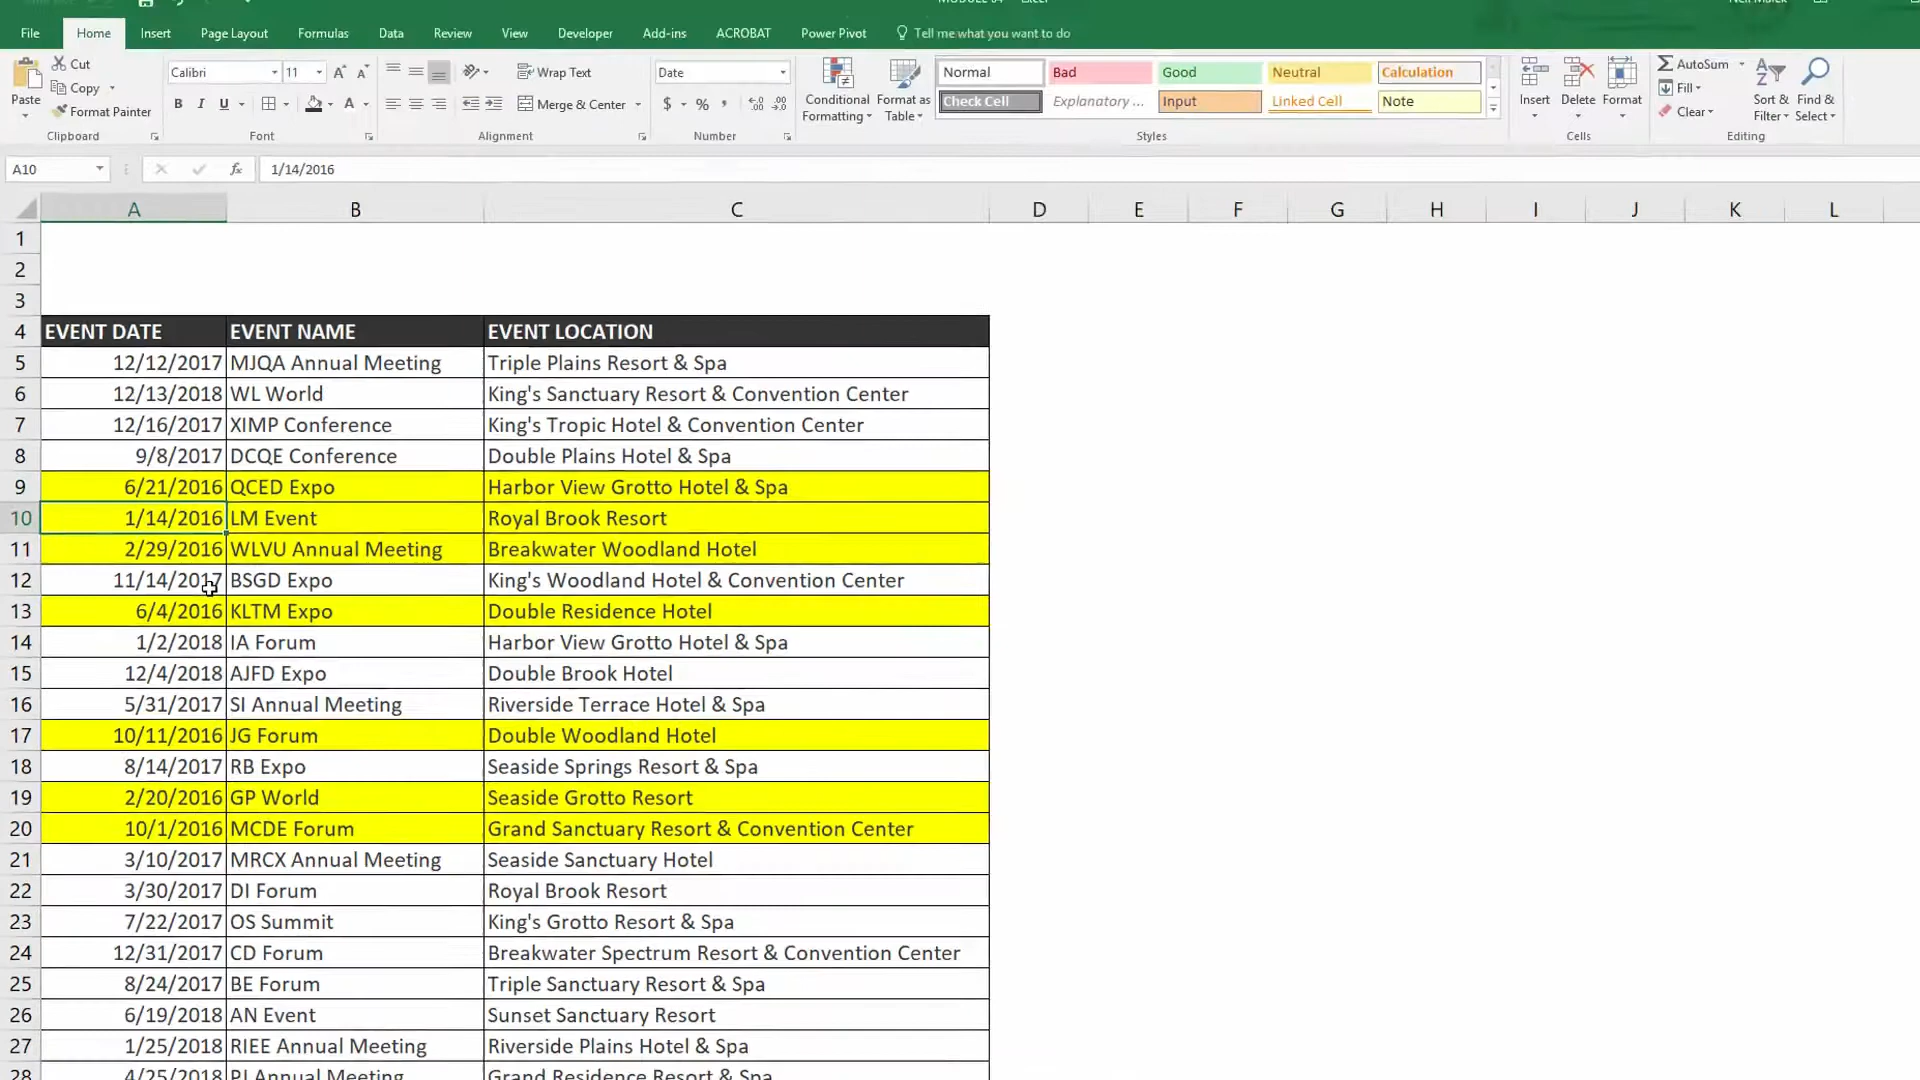 File Home Insert Page Layout Formulas Data Review View Developer Add-ins ACROBAT Power Pivot Tell me what you want to do
Paste
Cut
Copy
Format Painter
Clipboard
Calibri 11 A A
B I U A
Font
Wrap Text
Merge & Center
Alignment
Date
$ % ,
Number
Conditional Formatting
Format as Table
Normal Bad Good Neutral Calculation
Check Cell Explanatory ... Input Linked Cell Note
Styles
Insert Delete Format
Cells
AutoSum
Fill
Clear
Sort & Filter
Find & Select
Editing
A10 fx 1/14/2016
A B C D E F G H I J K L
1
2
3
4 EVENT DATE EVENT NAME EVENT LOCATION
5 12/12/2017 MJQA Annual Meeting Triple Plains Resort & Spa
6 12/13/2018 WL World King's Sanctuary Resort & Convention Center
7 12/16/2017 XIMP Conference King's Tropic Hotel & Convention Center
8 9/8/2017 DCQE Conference Double Plains Hotel & Spa
9 6/21/2016 QCED Expo Harbor View Grotto Hotel & Spa
10 1/14/2016 LM Event Royal Brook Resort
11 2/29/2016 WLVU Annual Meeting Breakwater Woodland Hotel
12 11/14/2017 BSGD Expo King's Woodland Hotel & Convention Center
13 6/4/2016 KLTM Expo Double Residence Hotel
14 1/2/2018 IA Forum Harbor View Grotto Hotel & Spa
15 12/4/2018 AJFD Expo Double Brook Hotel
16 5/31/2017 SI Annual Meeting Riverside Terrace Hotel & Spa
17 10/11/2016 JG Forum Double Woodland Hotel
18 8/14/2017 RB Expo Seaside Springs Resort & Spa
19 2/20/2016 GP World Seaside Grotto Resort
20 10/1/2016 MCDE Forum Grand Sanctuary Resort & Convention Center
21 3/10/2017 MRCX Annual Meeting Seaside Sanctuary Hotel
22 3/30/2017 DI Forum Royal Brook Resort
23 7/22/2017 OS Summit King's Grotto Resort & Spa
24 12/31/2017 CD Forum Breakwater Spectrum Resort & Convention Center
25 8/24/2017 BE Forum Triple Sanctuary Resort & Spa
26 6/19/2018 AN Event Sunset Sanctuary Resort
27 1/25/2018 RIEE Annual Meeting Riverside Plains Hotel & Spa
28 4/25/2018 PJ Annual Meeting Grand Residence Resort & Spa